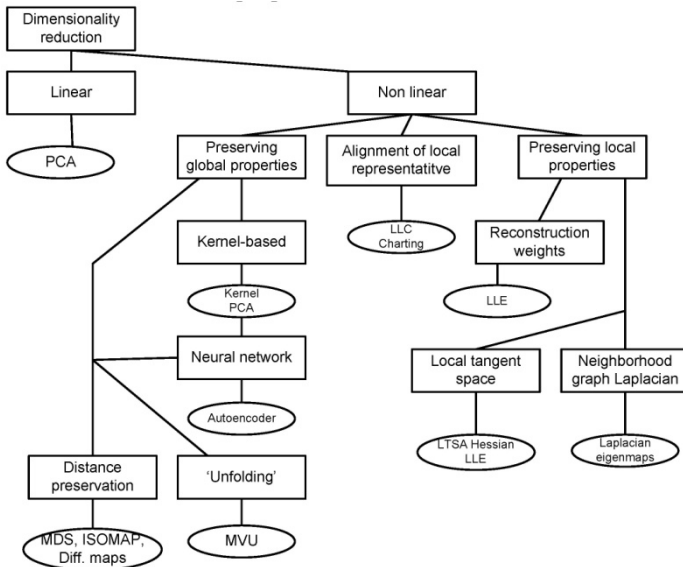 Dimensionality
reduction
Linear
Non linear
PCA
Preserving
global properties
Alignment of local
representatitve
Preserving local
properties
Kernel-based
LLC
Charting
Reconstruction
weights
Kernel
PCA
LLE
Neural network
Local tangent
space
Neighborhood
graph Laplacian
Autoencoder
LTSA Hessian
LLE
Laplacian
eigenmaps
Distance
preservation
'Unfolding'
MDS, ISOMAP,
Diff. maps
MVU